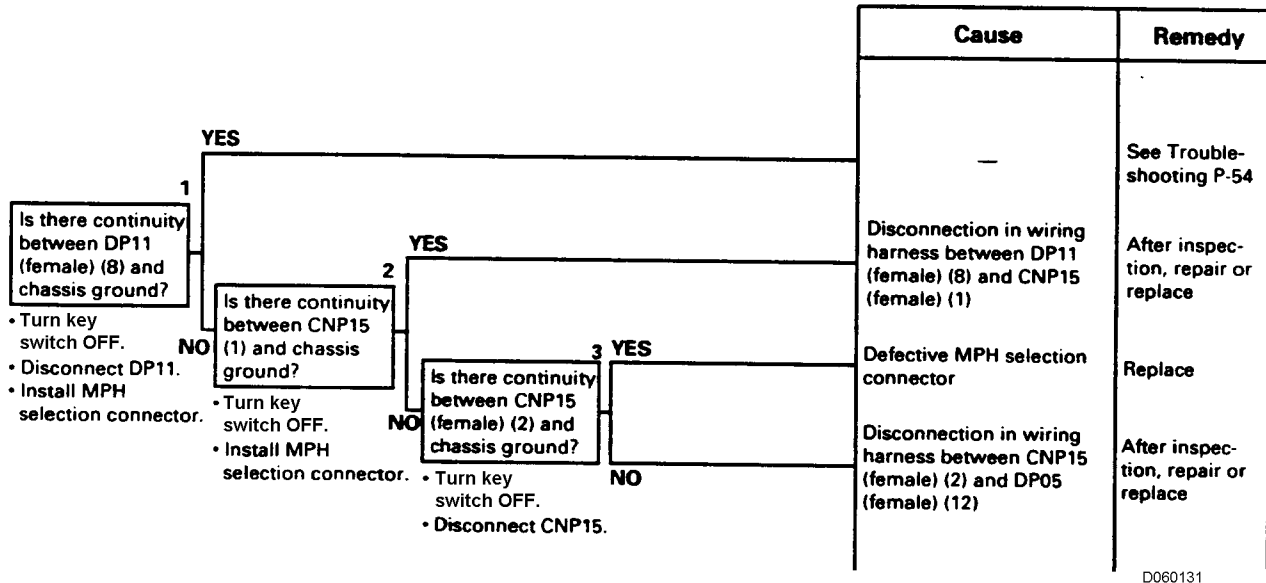 Cause
Remedy
YES
—
See Trouble-
shooting P-54
1
Is there continuity
between DP11
(female) (8) and
chassis ground?
• Turn key
switch OFF.
• Disconnect DP11.
• Install MPH
selection connector.
NO
YES
Disconnection in wiring
harness between DP11
(female) (8) and CNP15
(female) (1)
After inspec-
tion, repair or
replace
2
Is there continuity
between CNP15
(1) and chassis
ground?
• Turn key
switch OFF.
• Install MPH
selection connector.
NO
3
YES
Defective MPH selection
connector
Replace
Is there continuity
between CNP15
(female) (2) and
chassis ground?
• Turn key
switch OFF.
• Disconnect CNP15.
NO
Disconnection in wiring
harness between CNP15
(female) (2) and DP05
(female) (12)
After inspec-
tion, repair or
replace
D060131